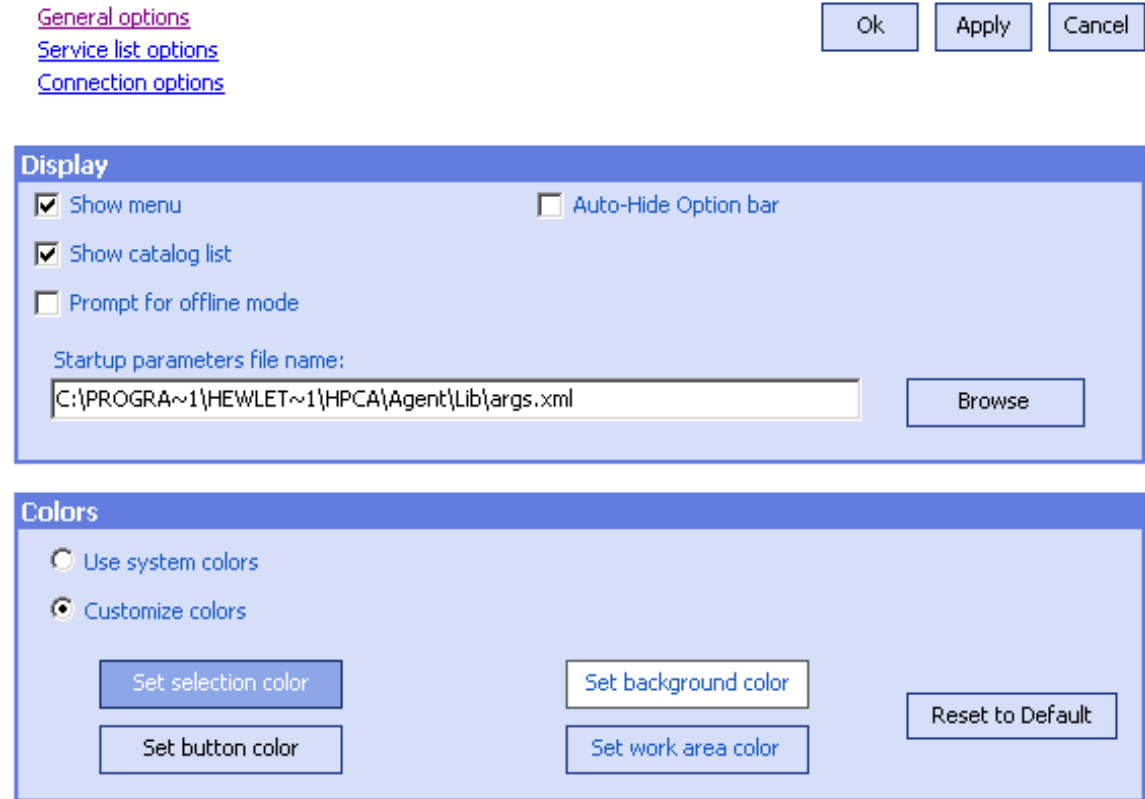 General options
Service list options
Connection options
Ok Apply Cancel
Display
Show menu Auto-Hide Option bar
Show catalog list
Prompt for offline mode
Startup parameters file name:
C:\PROGRA~1\HEWLET~1\HPCA\Agent\Lib\args.xml Browse
Colors
Use system colors
Customize colors
Set selection color Set background color
Reset to Default
Set button color Set work area color